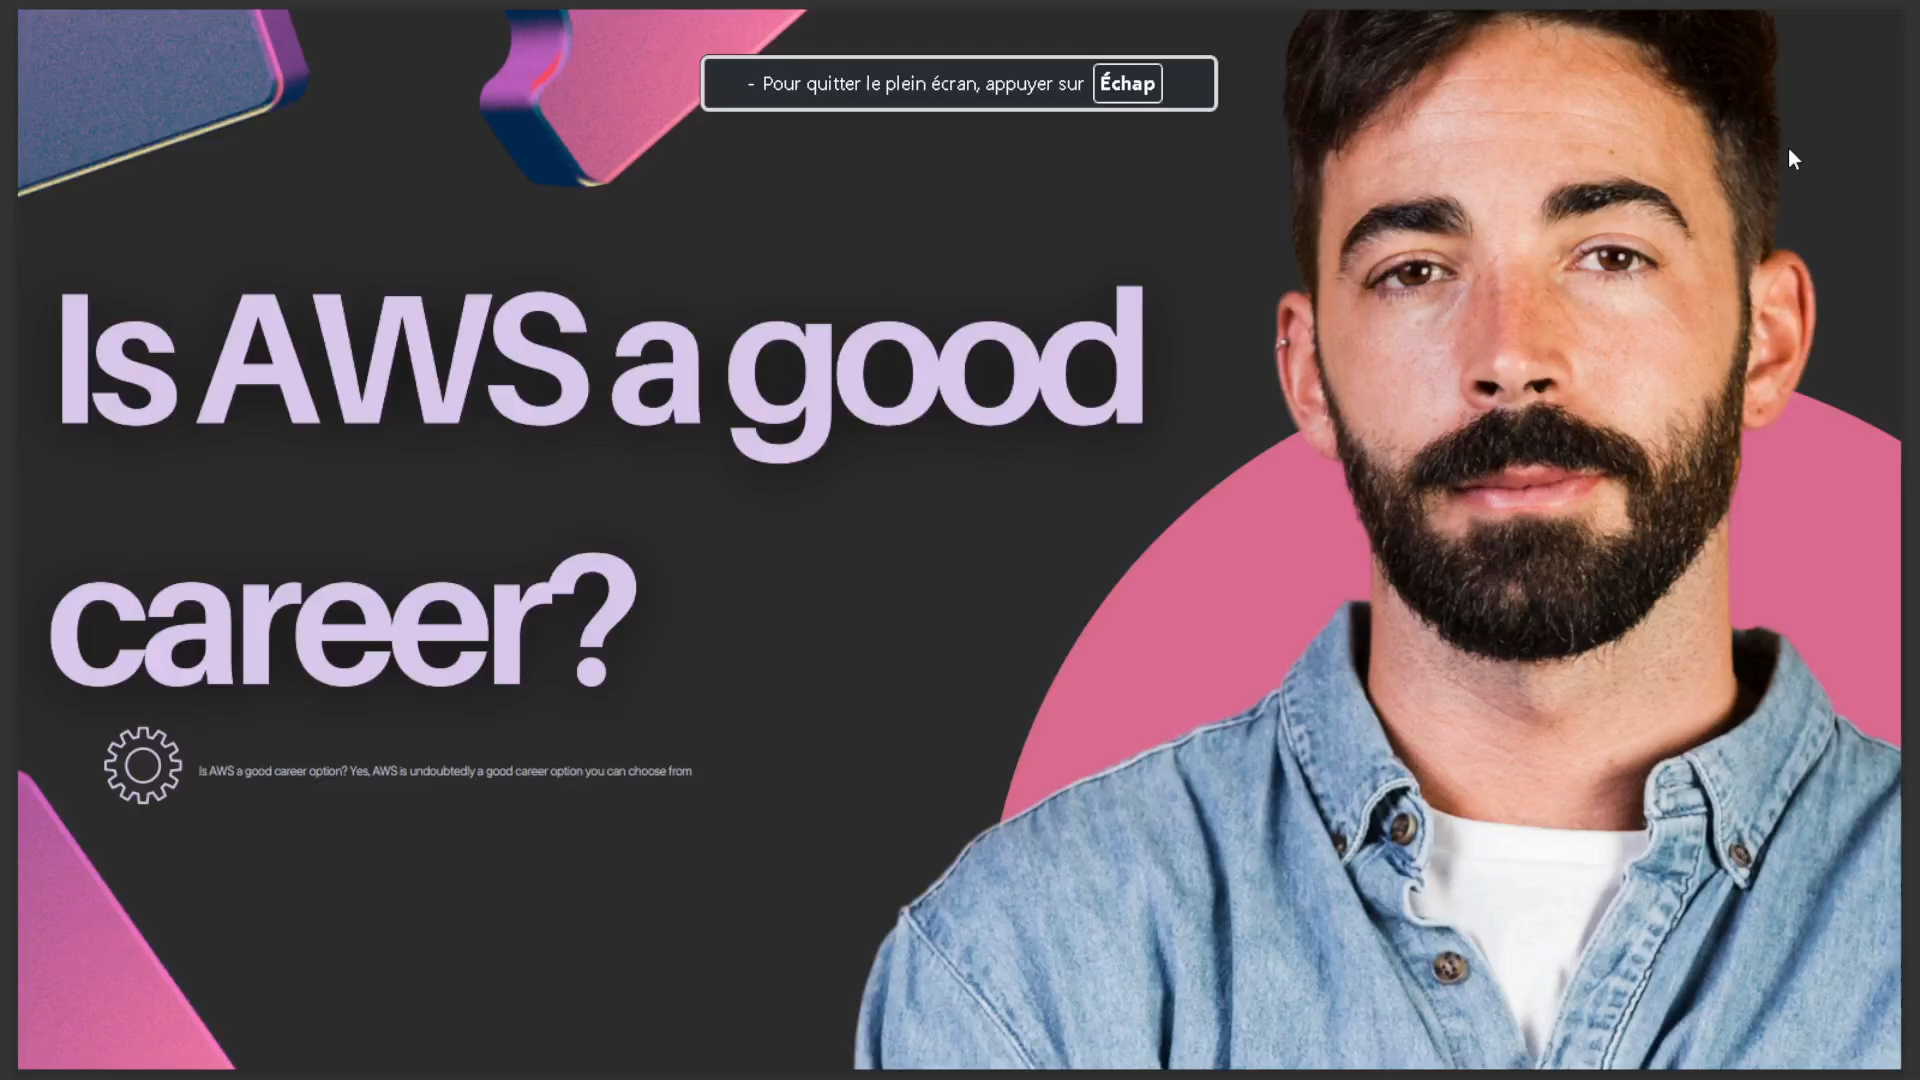 - Pour quitter le plein écran, appuyer sur Échap
Is AWS a good
career?
Is AWS a good career option? Yes, AWS is undoubtedly a good career option you can choose from